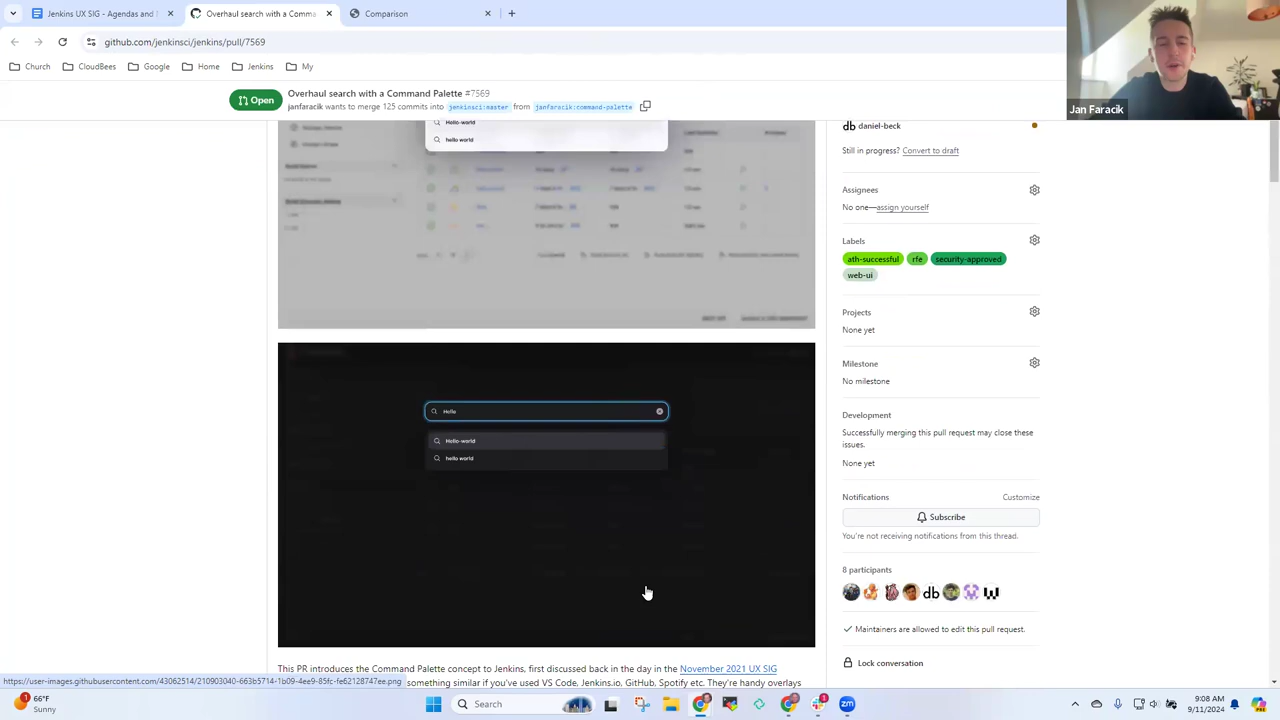 Jenkins UX SIG - Agendas and
Overhaul search with a Comma
Comparison
github.com/jenkinsci/jenkins/pull/7569
Church
CloudBees
Google
Home
Jenkins
My
Open
Overhaul search with a Command Palette #7569
janfaracik wants to merge 125 commits into jenkinsci:master from janfaracik:command-palette
Jan Faracik
Hello-world
hello world
daniel-beck
Still in progress? Convert to draft
Assignees
No one—assign yourself
Labels
ath-successful rfe security-approved
web-ui
Projects
None yet
Milestone
No milestone
Development
Successfully merging this pull request may close these
issues.
None yet
Notifications
Customize
Subscribe
You're not receiving notifications from this thread.
8 participants
db
Maintainers are allowed to edit this pull request.
Lock conversation
Hello
Hello-world
hello world
This PR introduces the Command Palette concept to Jenkins, first discussed back in the day in the November 2021 UX SIG
https://user-images.githubusercontent.com/43062514/210903040-663b5714-1b09-4ee9-85fc-fe62128747ee.png
something similar if you've used VS Code, Jenkins.io, GitHub, Spotify etc. They're handy overlays
66°F
Sunny
Search
9:08 AM
9/11/2024